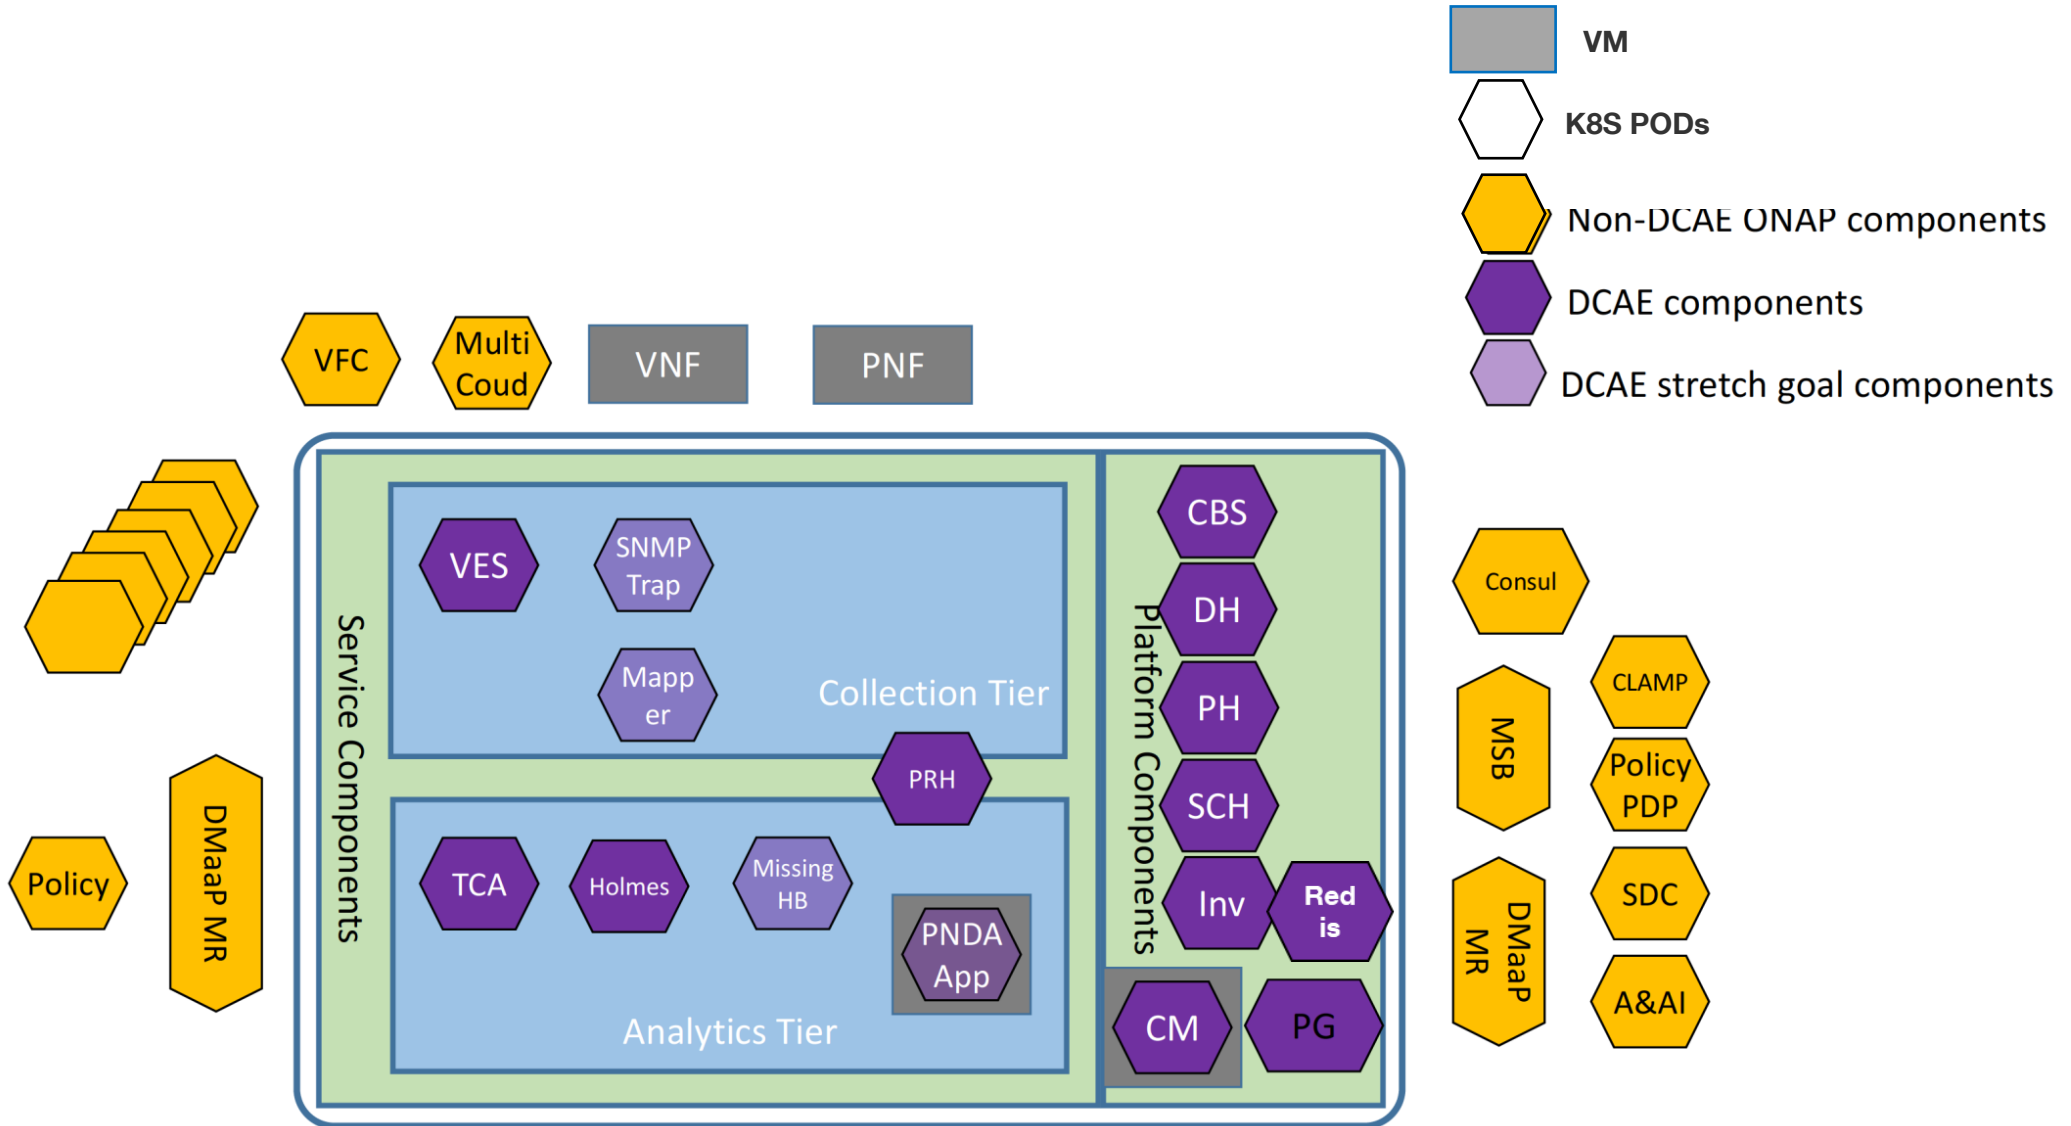 VM
K8S PODs
Non-DCAE ONAP components
DCAE components
DCAE stretch goal components
VFC
Multi
Coud
VNF
PNF
Service Components
VES
SNMP
Trap
Mapp
er
Collection Tier
PRH
TCA
Holmes
Missing
HB
PNDA
App
Analytics Tier
Platform Components
CBS
DH
PH
SCH
Inv
Red
is
CM
PG
Policy
DMaaP MR
Consul
MSB
CLAMP
Policy
PDP
DMaaP
MR
SDC
A&AI